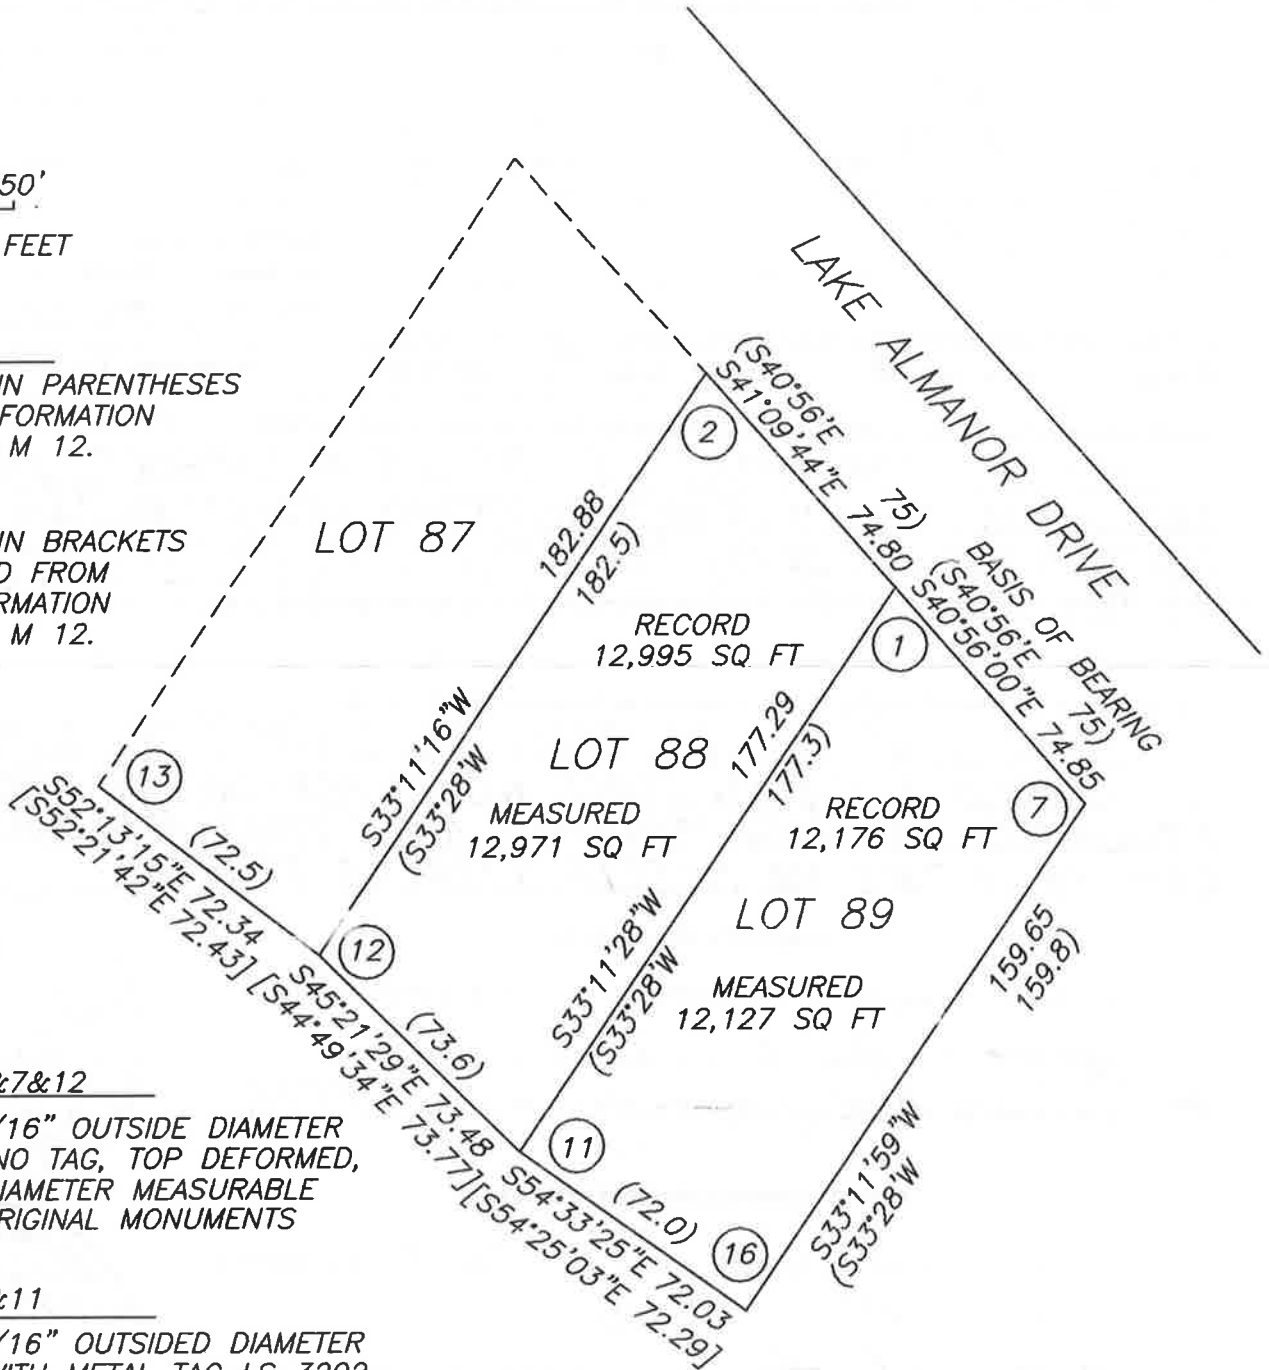 50'
FEET
IN PARENTHESES
FORMATION
M 12.
IN BRACKETS
D FROM
RMATION
M 12.
LAKE ALMANOR DRIVE
(S40°56'E 75)
S41°09'44"E 74.80
BASIS OF BEARING
(S40°56'E 75)
S40°56'00"E 74.85
2
1
7
LOT 87
182.88
182.5)
S33°11'16"W
(S33°28'W
RECORD
12,995 SQ FT
LOT 88
MEASURED
12,971 SQ FT
177.29
177.3)
S33°11'28"W
(S33°28'W
RECORD
12,176 SQ FT
LOT 89
MEASURED
12,127 SQ FT
159.65
159.8)
S33°11'59"W
(S33°28'W
13
(72.5)
S52°13'15"E 72.34
[S52°21'42"E 72.43]
12
(73.6)
S45°21'29"E 73.48
[S44°49'34"E 73.77]
11
(72.0)
S54°33'25"E 72.03
[S54°25'03"E 72.29]
16
&7&12
/16" OUTSIDE DIAMETER
NO TAG, TOP DEFORMED,
IAMETER MEASURABLE
RIGINAL MONUMENTS
&11
/16" OUTSIDED DIAMETER
WITH METAL TAG LS